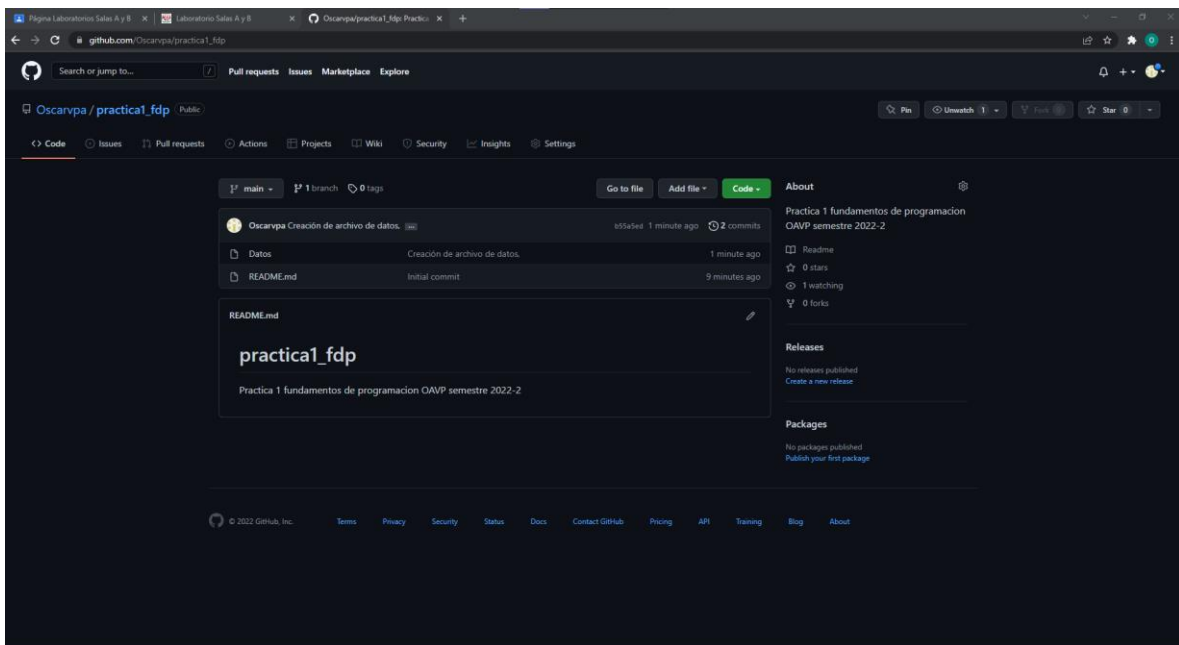 Página Laboratorios Salas A y B
Laboratorio Salas A y B
Oscarvpa/practica1_fdp: Practica
github.com/Oscarvpa/practica1_fdp
Search or jump to...
/
Pull requests Issues Marketplace Explore
Oscarvpa / practica1_fdp Public
Pin
Unwatch 1
Fork 0
Star 0
<> Code
Issues
Pull requests
Actions
Projects
Wiki
Security
Insights
Settings
main
1 branch
0 tags
Go to file
Add file
Code
Oscarvpa Creación de archivo de datos. ...
b55a5ed 1 minute ago
2 commits
Datos
Creación de archivo de datos.
1 minute ago
README.md
Initial commit
9 minutes ago
README.md
practica1_fdp
Practica 1 fundamentos de programacion OAVP semestre 2022-2
About
Practica 1 fundamentos de programacion
OAVP semestre 2022-2
Readme
0 stars
1 watching
0 forks
Releases
No releases published
Create a new release
Packages
No packages published
Publish your first package
© 2022 GitHub, Inc.
Terms
Privacy
Security
Status
Docs
Contact GitHub
Pricing
API
Training
Blog
About